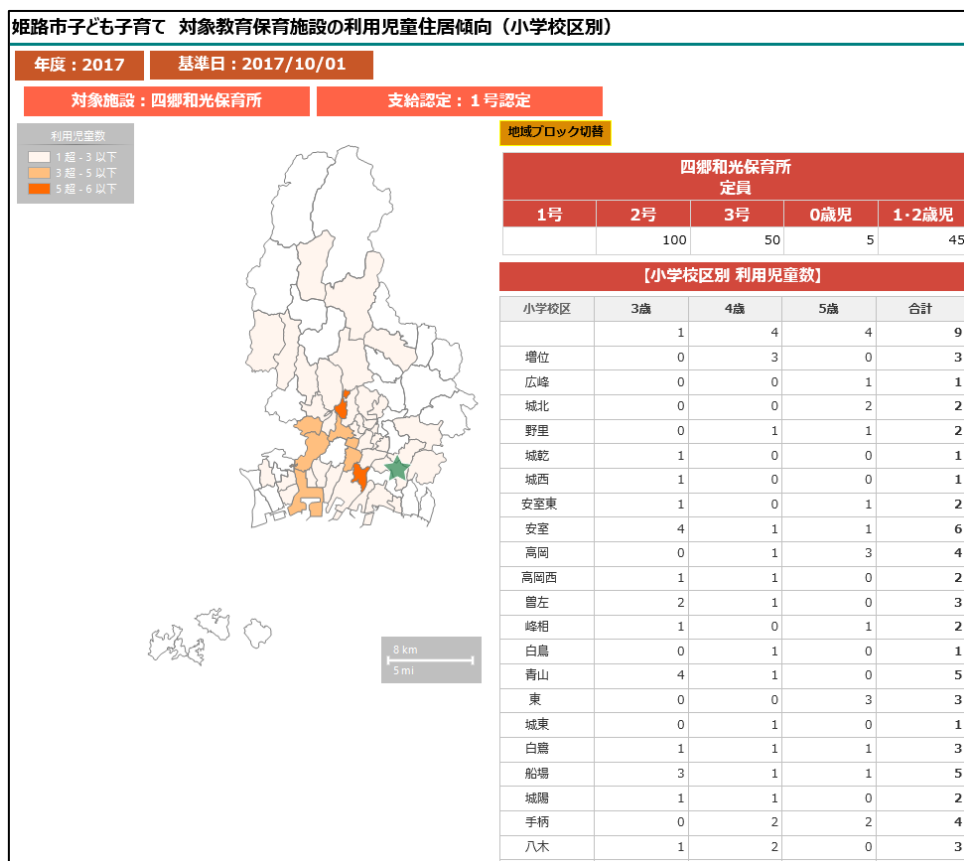 姫路市子ども子育て 対象教育保育施設の利用児童住居傾向（小学校区別）
年度：2017 基準日：2017/10/01
対象施設：四郷和光保育所 支給認定：１号認定
利用児童数
1 超 - 3 以下
3 超 - 5 以下
5 超 - 6 以下
8 km
5 mi
地域ブロック切替
四郷和光保育所
定員
1号 2号 3号 0歳児 1・2歳児
100 50 5 45
【小学校区別 利用児童数】
小学校区 3歳 4歳 5歳 合計
1 4 4 9
増位 0 3 0 3
広峰 0 0 1 1
城北 0 0 2 2
野里 0 1 1 2
城乾 1 0 0 1
城西 1 0 0 1
安室東 1 0 1 2
安室 4 1 1 6
高岡 0 1 3 4
高岡西 1 1 0 2
曽左 2 1 0 3
峰相 1 0 1 2
白鳥 0 1 0 1
青山 4 1 0 5
東 0 0 3 3
城東 0 1 0 1
白鷺 1 1 1 3
船場 3 1 1 5
城陽 1 1 0 2
手柄 0 2 2 4
八木 1 2 0 3